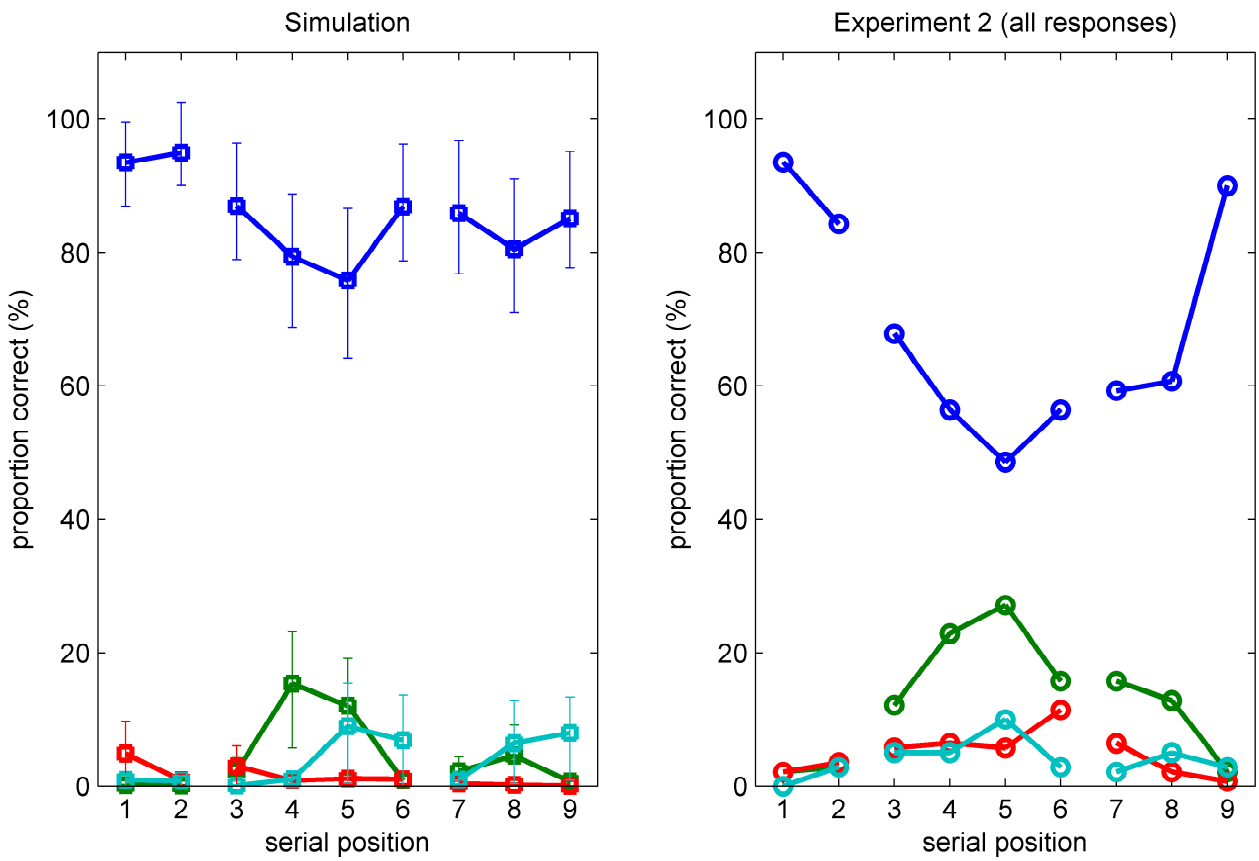 Simulation
proportion correct (%)
100
80
60
40
20
0
1 2 3 4 5 6 7 8 9
serial position
Experiment 2 (all responses)
proportion correct (%)
100
80
60
40
20
0
1 2 3 4 5 6 7 8 9
serial position